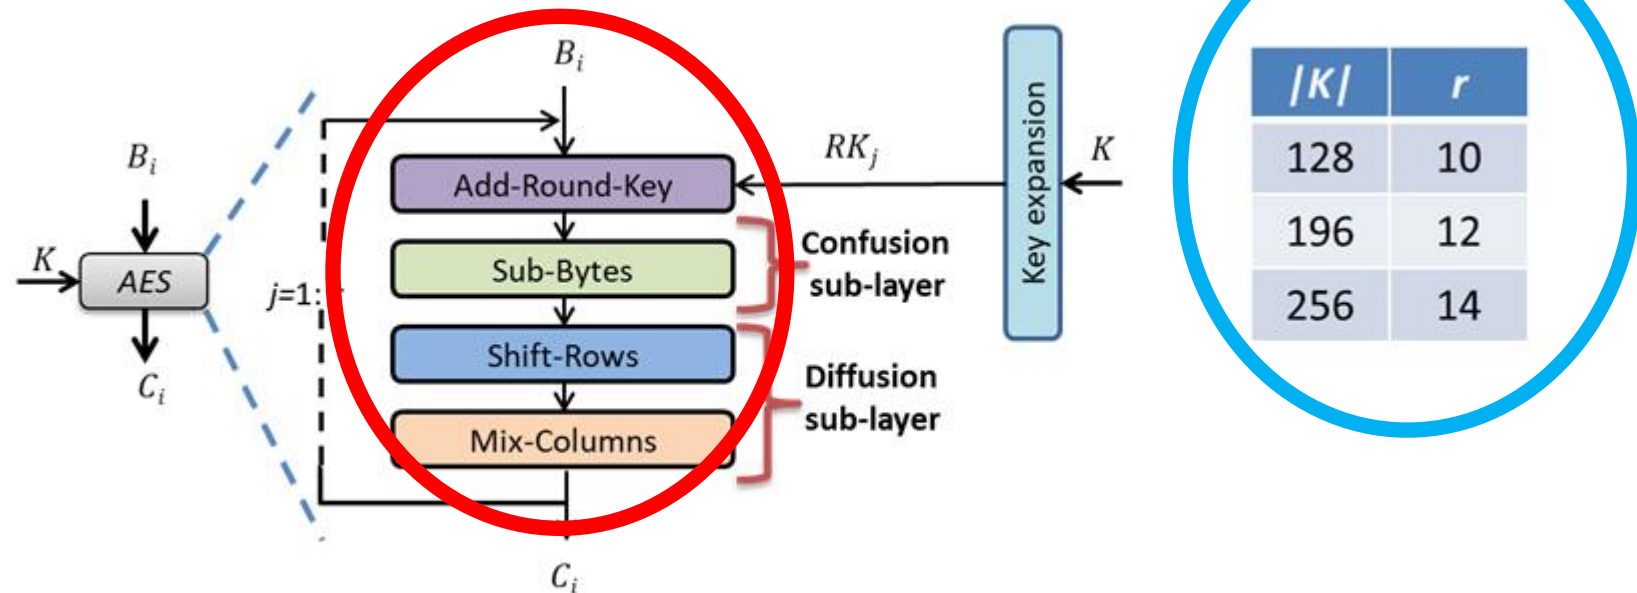 B_i
K
AES
C_i
j=1:
B_i
Add-Round-Key
Sub-Bytes
Shift-Rows
Mix-Columns
C_i
Confusion
sub-layer
Diffusion
sub-layer
RK_j
Key expansion
K
|K| r
128 10
196 12
256 14